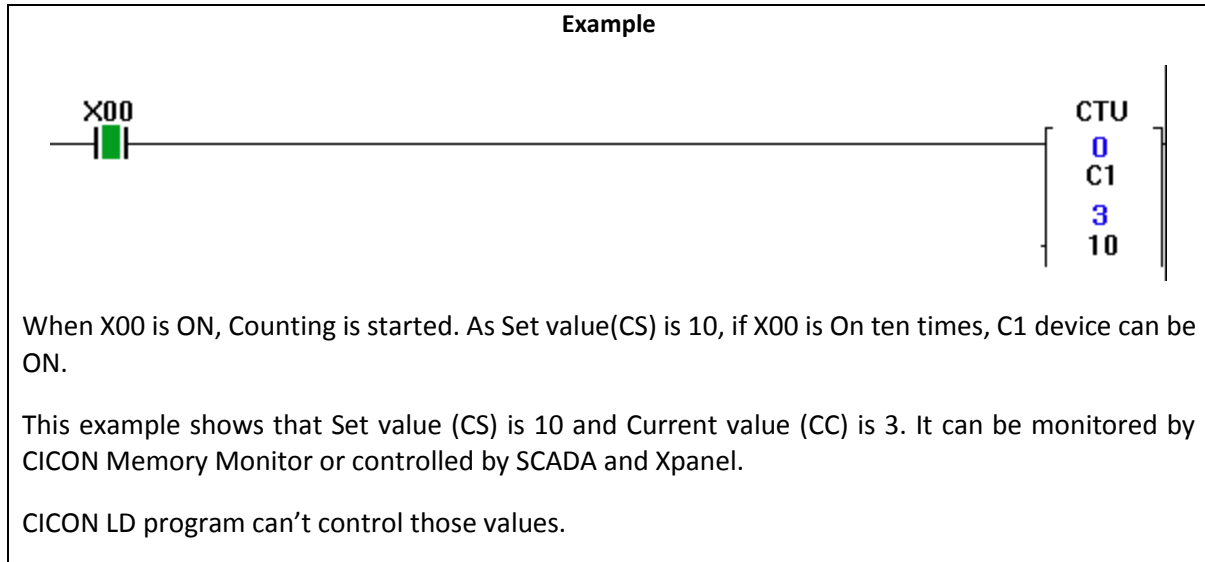 Example
X00
CTU
0
C1
3
10
When X00 is ON, Counting is started. As Set value(CS) is 10, if X00 is On ten times, C1 device can be
ON.
This example shows that Set value (CS) is 10 and Current value (CC) is 3. It can be monitored by
CICON Memory Monitor or controlled by SCADA and Xpanel.
CICON LD program can’t control those values.